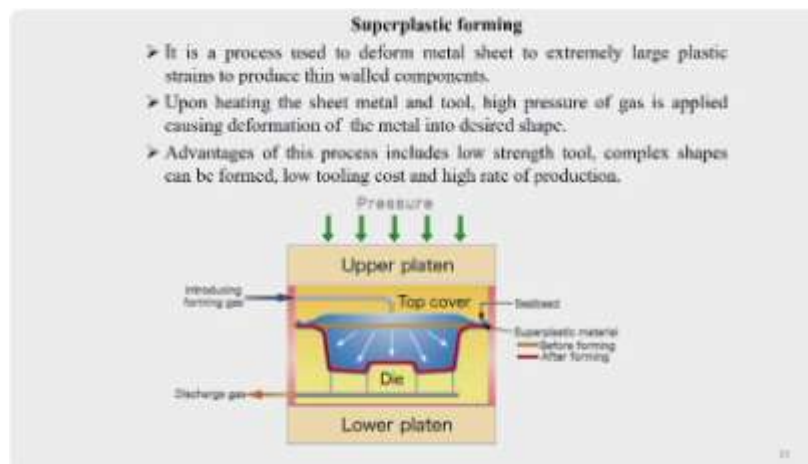 Superplastic forming
➢ It is a process used to deform metal sheet to extremely large plastic
strains to produce thin walled components.
➢ Upon heating the sheet metal and tool, high pressure of gas is applied
causing deformation of the metal into desired shape.
➢ Advantages of this process includes low strength tool, complex shapes
can be formed, low tooling cost and high rate of production.
Pressure
Upper platen
Introducing
forming gas
Top cover
Sealbead
Superplastic material
Before forming
After forming
Die
Discharge gas
Lower platen